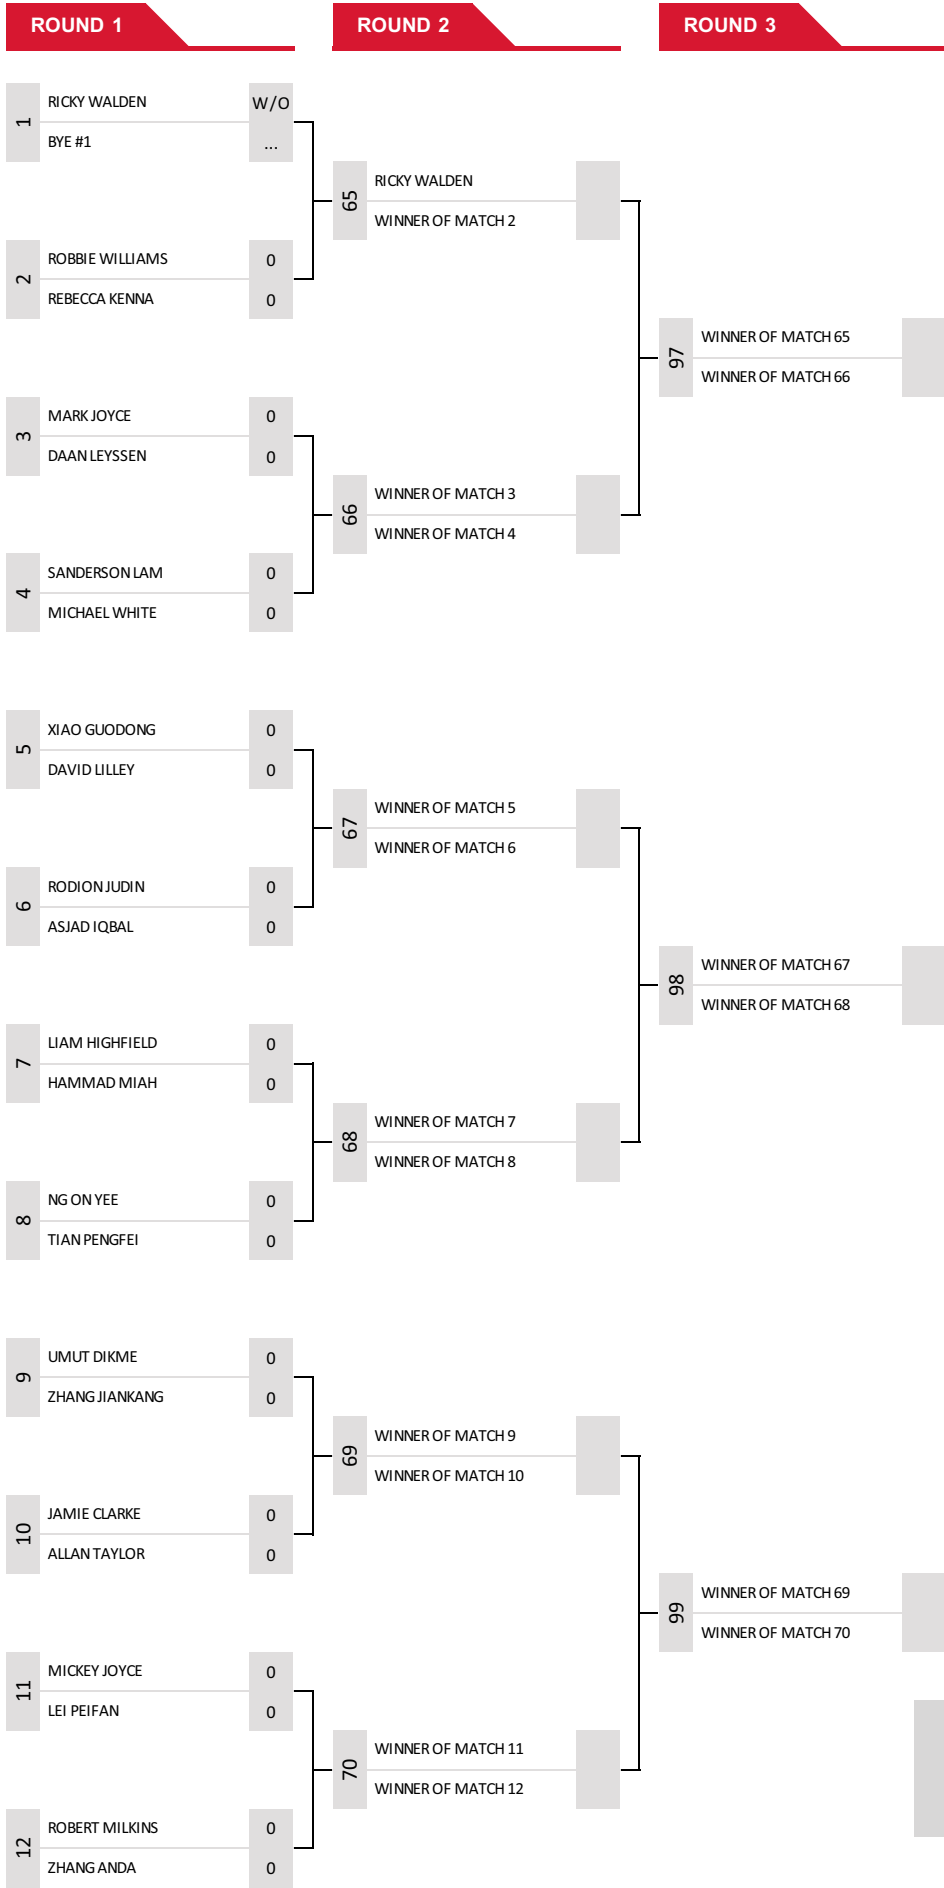 ROUND 1
ROUND 2
ROUND 3
1
RICKY WALDEN
W/O
BYE #1
...
2
ROBBIE WILLIAMS
0
REBECCA KENNA
0
3
MARK JOYCE
0
DAAN LEYSSEN
0
4
SANDERSON LAM
0
MICHAEL WHITE
0
5
XIAO GUODONG
0
DAVID LILLEY
0
6
RODION JUDIN
0
ASJAD IQBAL
0
7
LIAM HIGHFIELD
0
HAMMAD MIAH
0
8
NG ON YEE
0
TIAN PENGFEI
0
9
UMUT DIKME
0
ZHANG JIANKANG
0
10
JAMIE CLARKE
0
ALLAN TAYLOR
0
11
MICKEY JOYCE
0
LEI PEIFAN
0
12
ROBERT MILKINS
0
ZHANG ANDA
0
65
RICKY WALDEN
WINNER OF MATCH 2
66
WINNER OF MATCH 3
WINNER OF MATCH 4
67
WINNER OF MATCH 5
WINNER OF MATCH 6
68
WINNER OF MATCH 7
WINNER OF MATCH 8
69
WINNER OF MATCH 9
WINNER OF MATCH 10
70
WINNER OF MATCH 11
WINNER OF MATCH 12
97
WINNER OF MATCH 65
WINNER OF MATCH 66
98
WINNER OF MATCH 67
WINNER OF MATCH 68
99
WINNER OF MATCH 69
WINNER OF MATCH 70